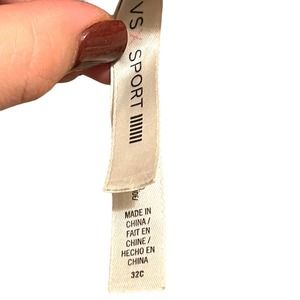 VS X SPORT
MADE IN
CHINA /
FAIT EN
CHINE /
HECHO EN
CHINA
32C